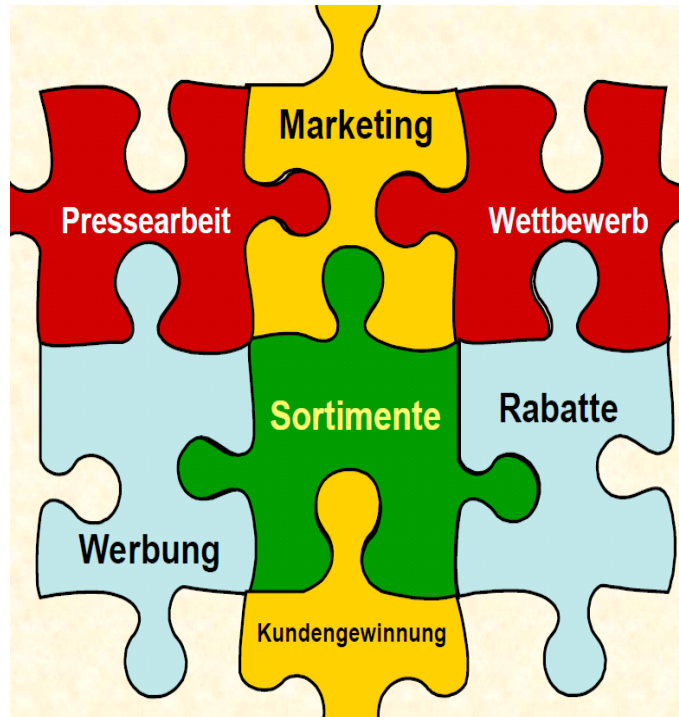 Marketing
Pressearbeit
Wettbewerb
Sortimente
Rabatte
Werbung
Kundengewinnung